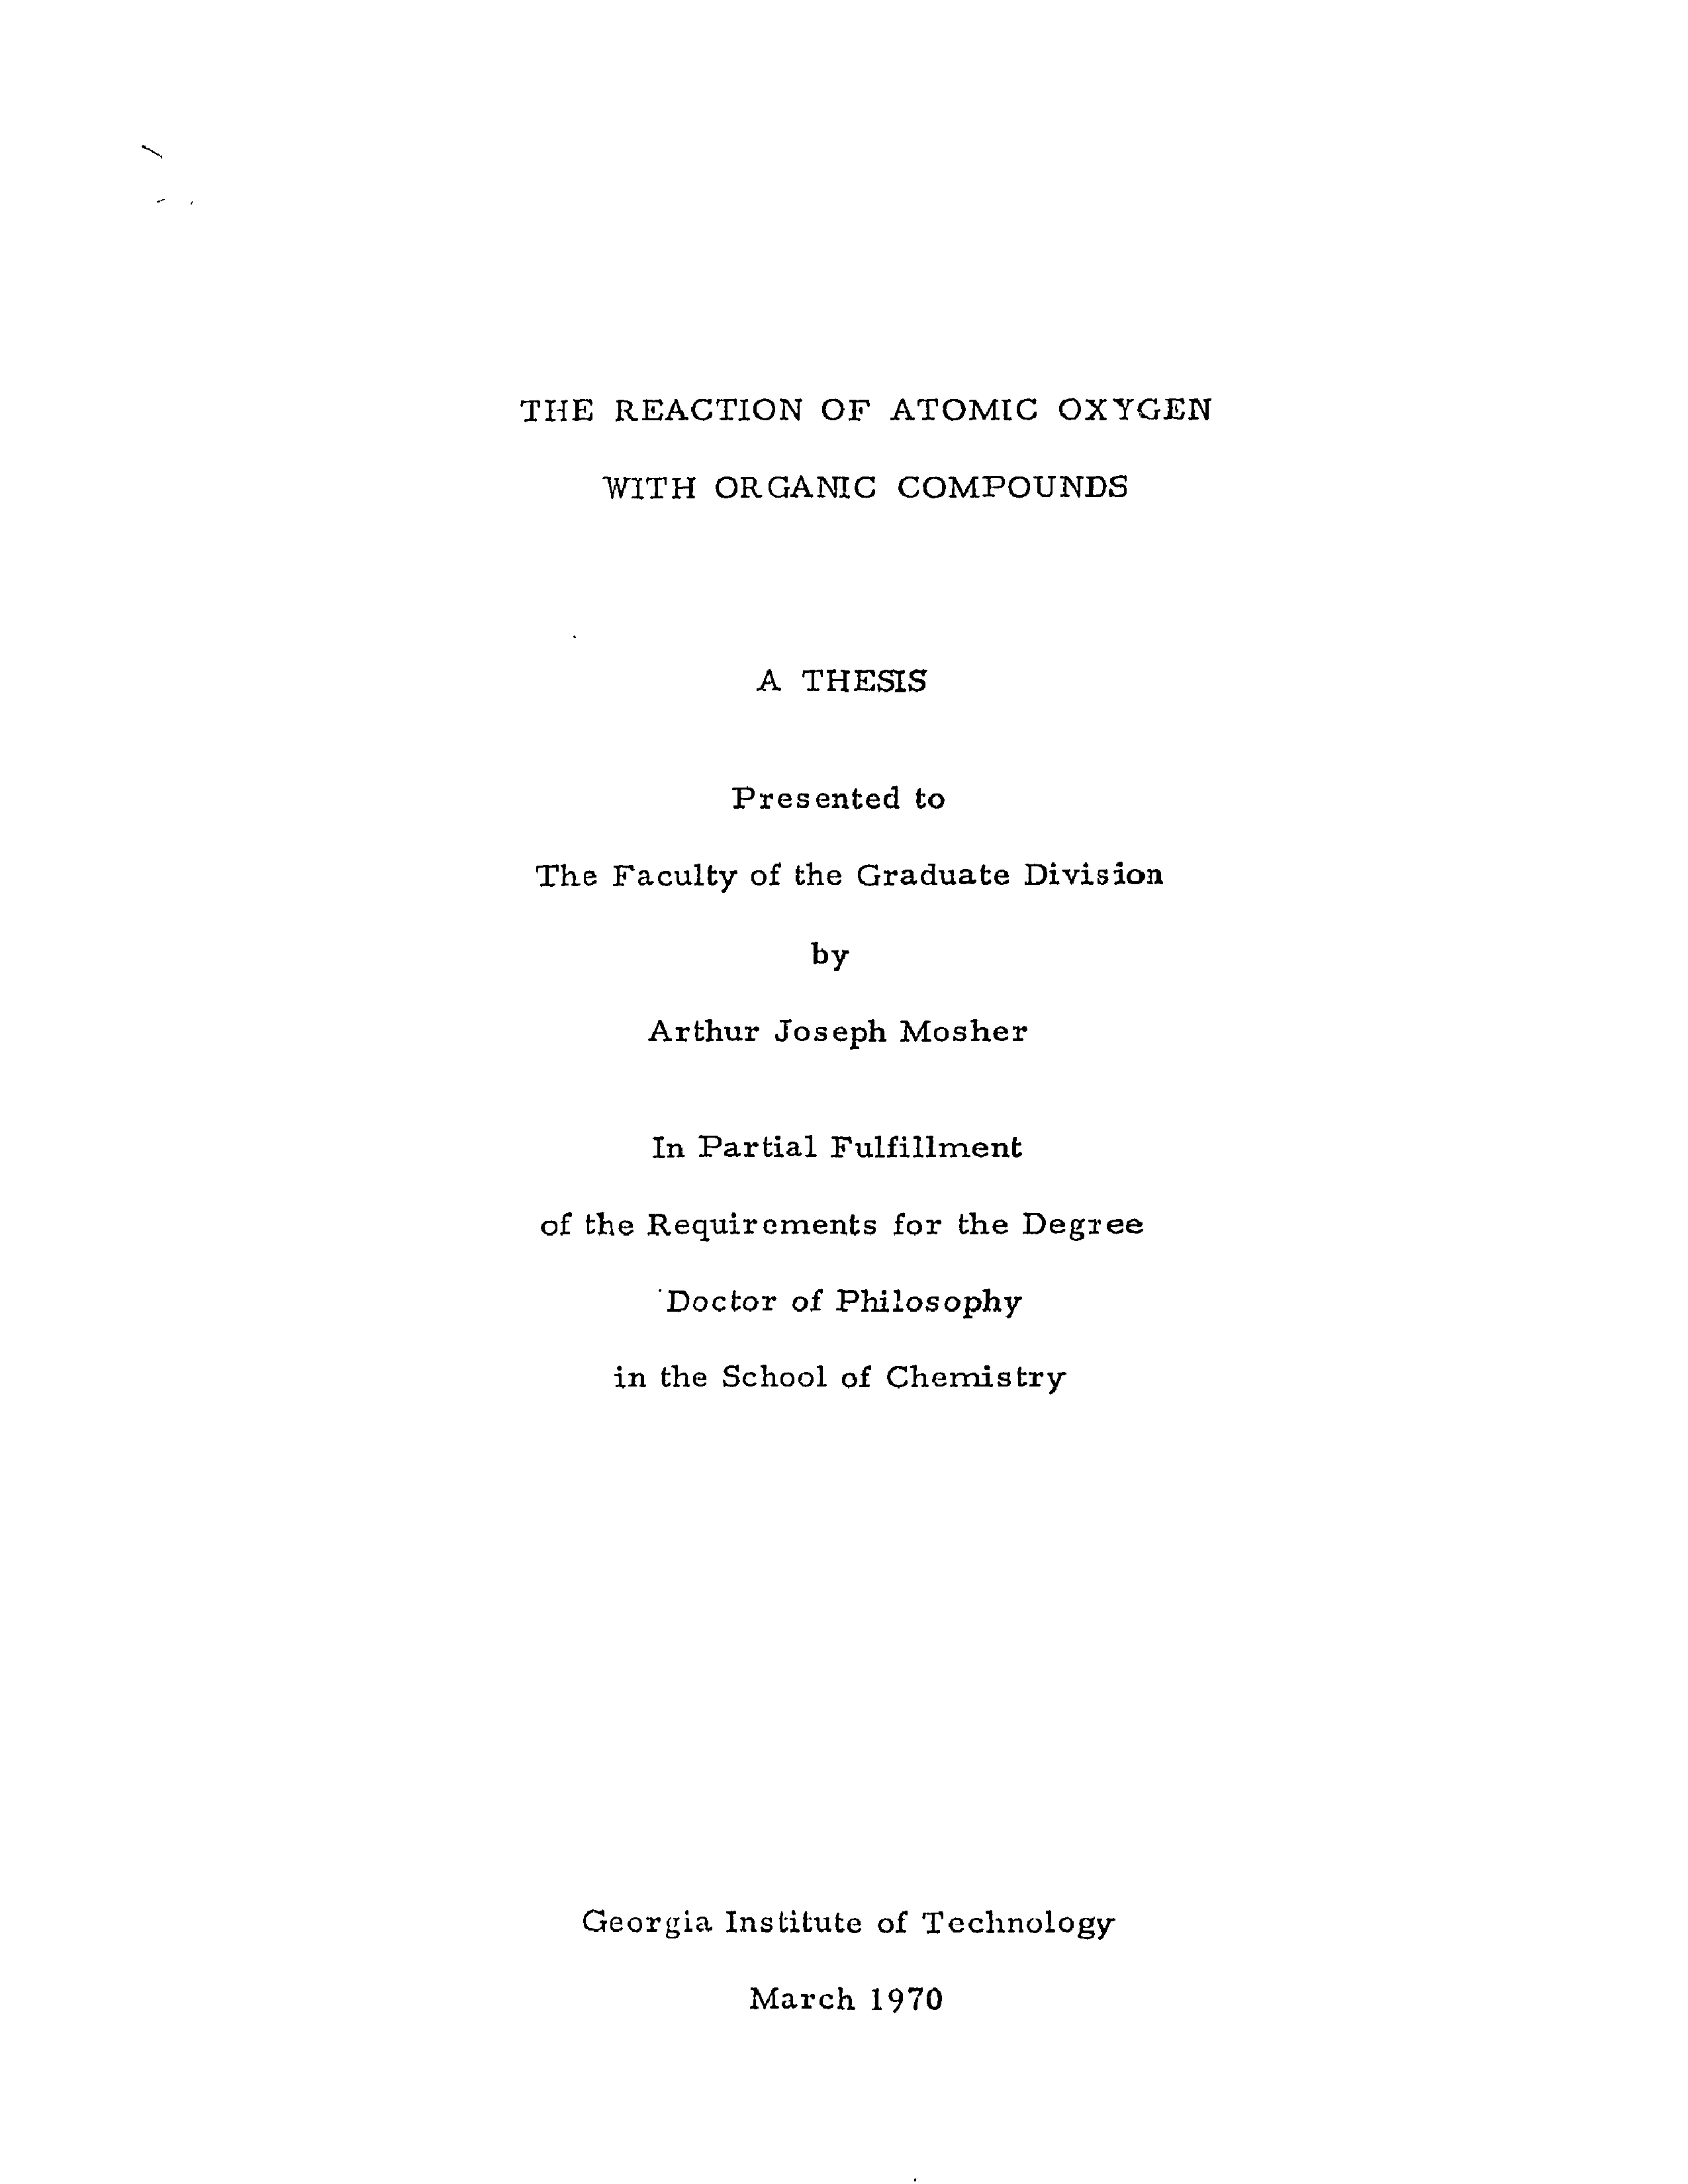 THE REACTION OF ATOMIC OXYGEN
WITH ORGANIC COMPOUNDS
A THESIS
Presented to
The Faculty of the Graduate Division
by
Arthur Joseph Mosher
In Partial Fulfillment
of the Requirements for the Degree
Doctor of Philosophy
in the School of Chemistry
Georgia Institute of Technology
March 1970